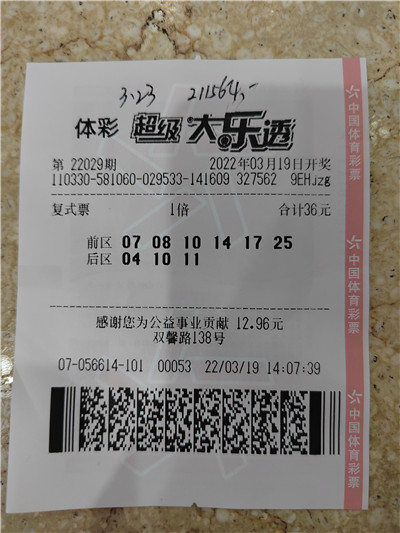 3.23 211564.-
体彩 超级大乐透
第 22029期 2022年03月19日开奖
110330-581060-029533-141609 327562 9EHJzg
复式票 1倍 合计36元
前区 07 08 10 14 17 25
后区 04 10 11
感谢您为公益事业贡献 12.96元
双馨路138号
07-056614-101 00053 22/03/19 14:07:39
中国体育彩票
中国体育彩票
中国体育彩票